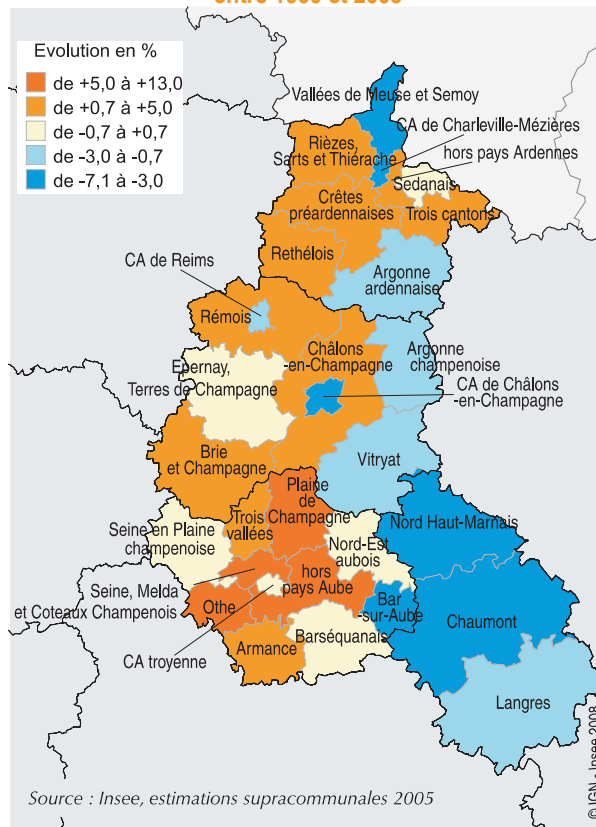 Evolution en %
de +5,0 à +13,0
de +0,7 à +5,0
de -0,7 à +0,7
de -3,0 à -0,7
de -7,1 à -3,0
Vallées de Meuse et Semoy
CA de Charleville-Mézières
Rièzes,
Sarts et Thiérache
hors pays Ardennes
Sedanais
Crêtes
préardennaises
Trois cantons
Rethélois
CA de Reims
Argonne
ardennaise
Rémois
Châlons
-en-Champagne
Argonne
champenoise
Epernay,
Terres de Champagne
CA de Châlons
-en-Champagne
Brie
et Champagne
Vitryat
Plaine
de
Champagne
Nord Haut-Marnais
Seine en Plaine
champenoise
Trois
vallées
Nord-Est
aubois
Seine, Melda
et Coteaux Champenois
hors
pays Aube
Othe
Bar
-sur-Aube
Chaumont
CA troyenne
Armance
Barséquanais
Langres
Source : Insee, estimations supracommunales 2005
© IGN - Insee 2008